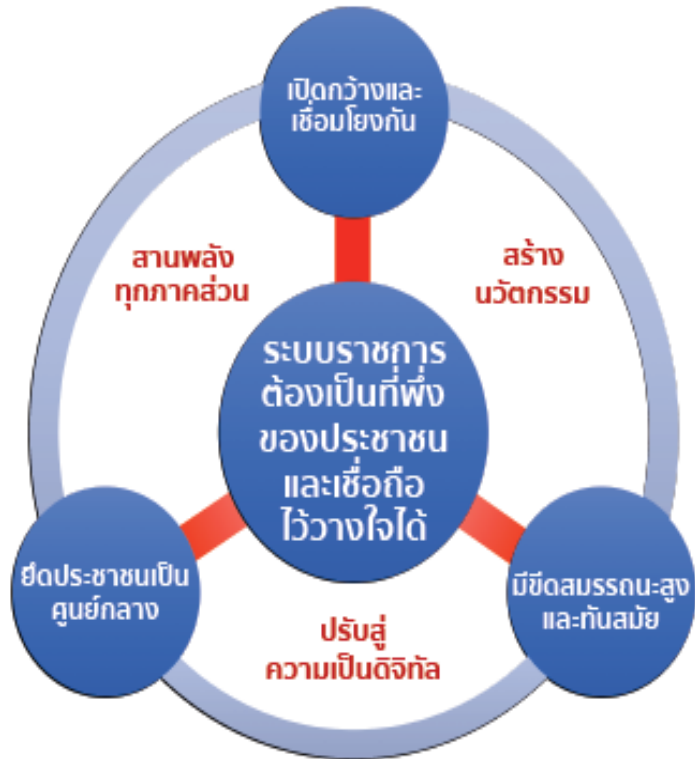 เปิดกว้างและ
เชื่อมโยงกัน
สานพลัง
ทุกภาคส่วน
สร้าง
นวัตกรรม
ระบบราชการ
ต้องเป็นที่พึ่ง
ของประชาชน
และเชื่อถือ
ไว้วางใจได้
ยึดประชาชนเป็น
ศูนย์กลาง
มีขีดสมรรถนะสูง
และทันสมัย
ปรับสู่
ความเป็นดิจิทัล